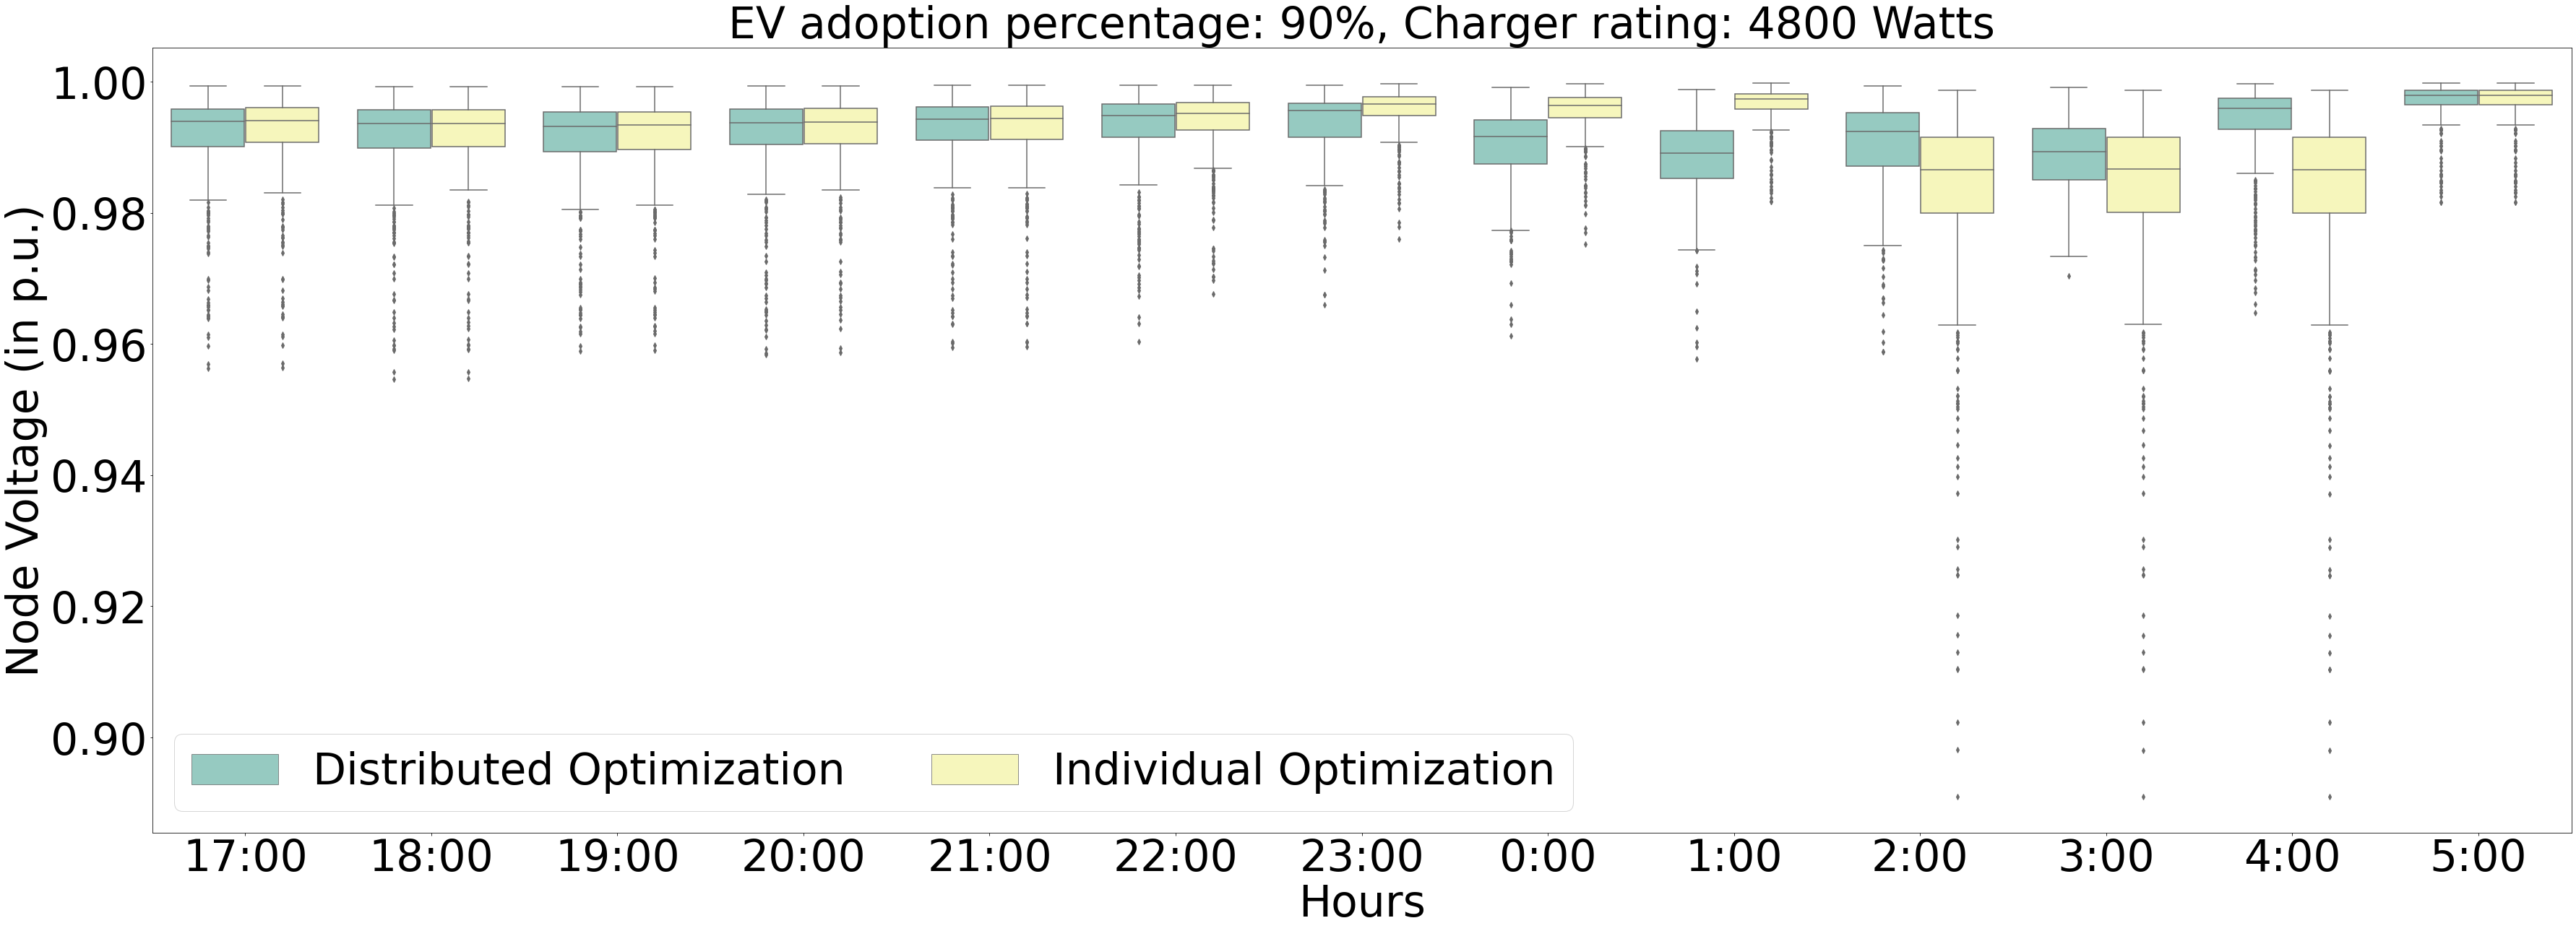 EV adoption percentage: 90%, Charger rating: 4800 Watts
Node Voltage (in p.u.)
1.00
0.98
0.96
0.94
0.92
0.90
Distributed Optimization Individual Optimization
17:00 18:00 19:00 20:00 21:00 22:00 23:00 0:00 1:00 2:00 3:00 4:00 5:00
Hours